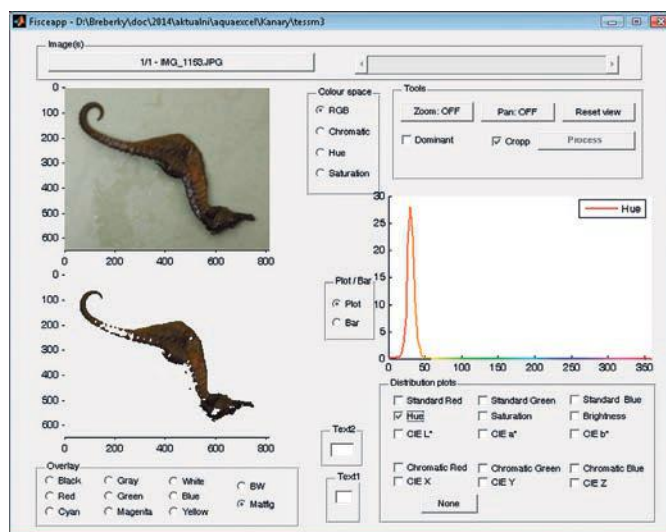 Fisceapp - D:\Breberky\doc\2014\aktualni\aquaexcel\Kanary\tessrn3
Image(s)
1/1 - IMG_1153.JPG
0
100
200
300
400
500
600
0 200 400 600 800
Colour space
RGB
Chromatic
Hue
Saturation
Tools
Zoom: OFF Pan: OFF Reset view
Dominant Cropp Process
30
25
20
15
10
5
0
0 50 100 150 200 250 300 350
Hue
0
100
200
300
400
500
600
0 200 400 600 800
Plot / Bar
Plot
Bar
Distribution plots
Standard Red Standard Green Standard Blue
Hue Saturation Brightness
CIE L* CIE a* CIE b*
Chromatic Red Chromatic Green Chromatic Blue
CIE X CIE Y CIE Z
None
Text2
Text1
Overlay
Black Gray White BW
Red Green Blue Matfig
Cyan Magenta Yellow